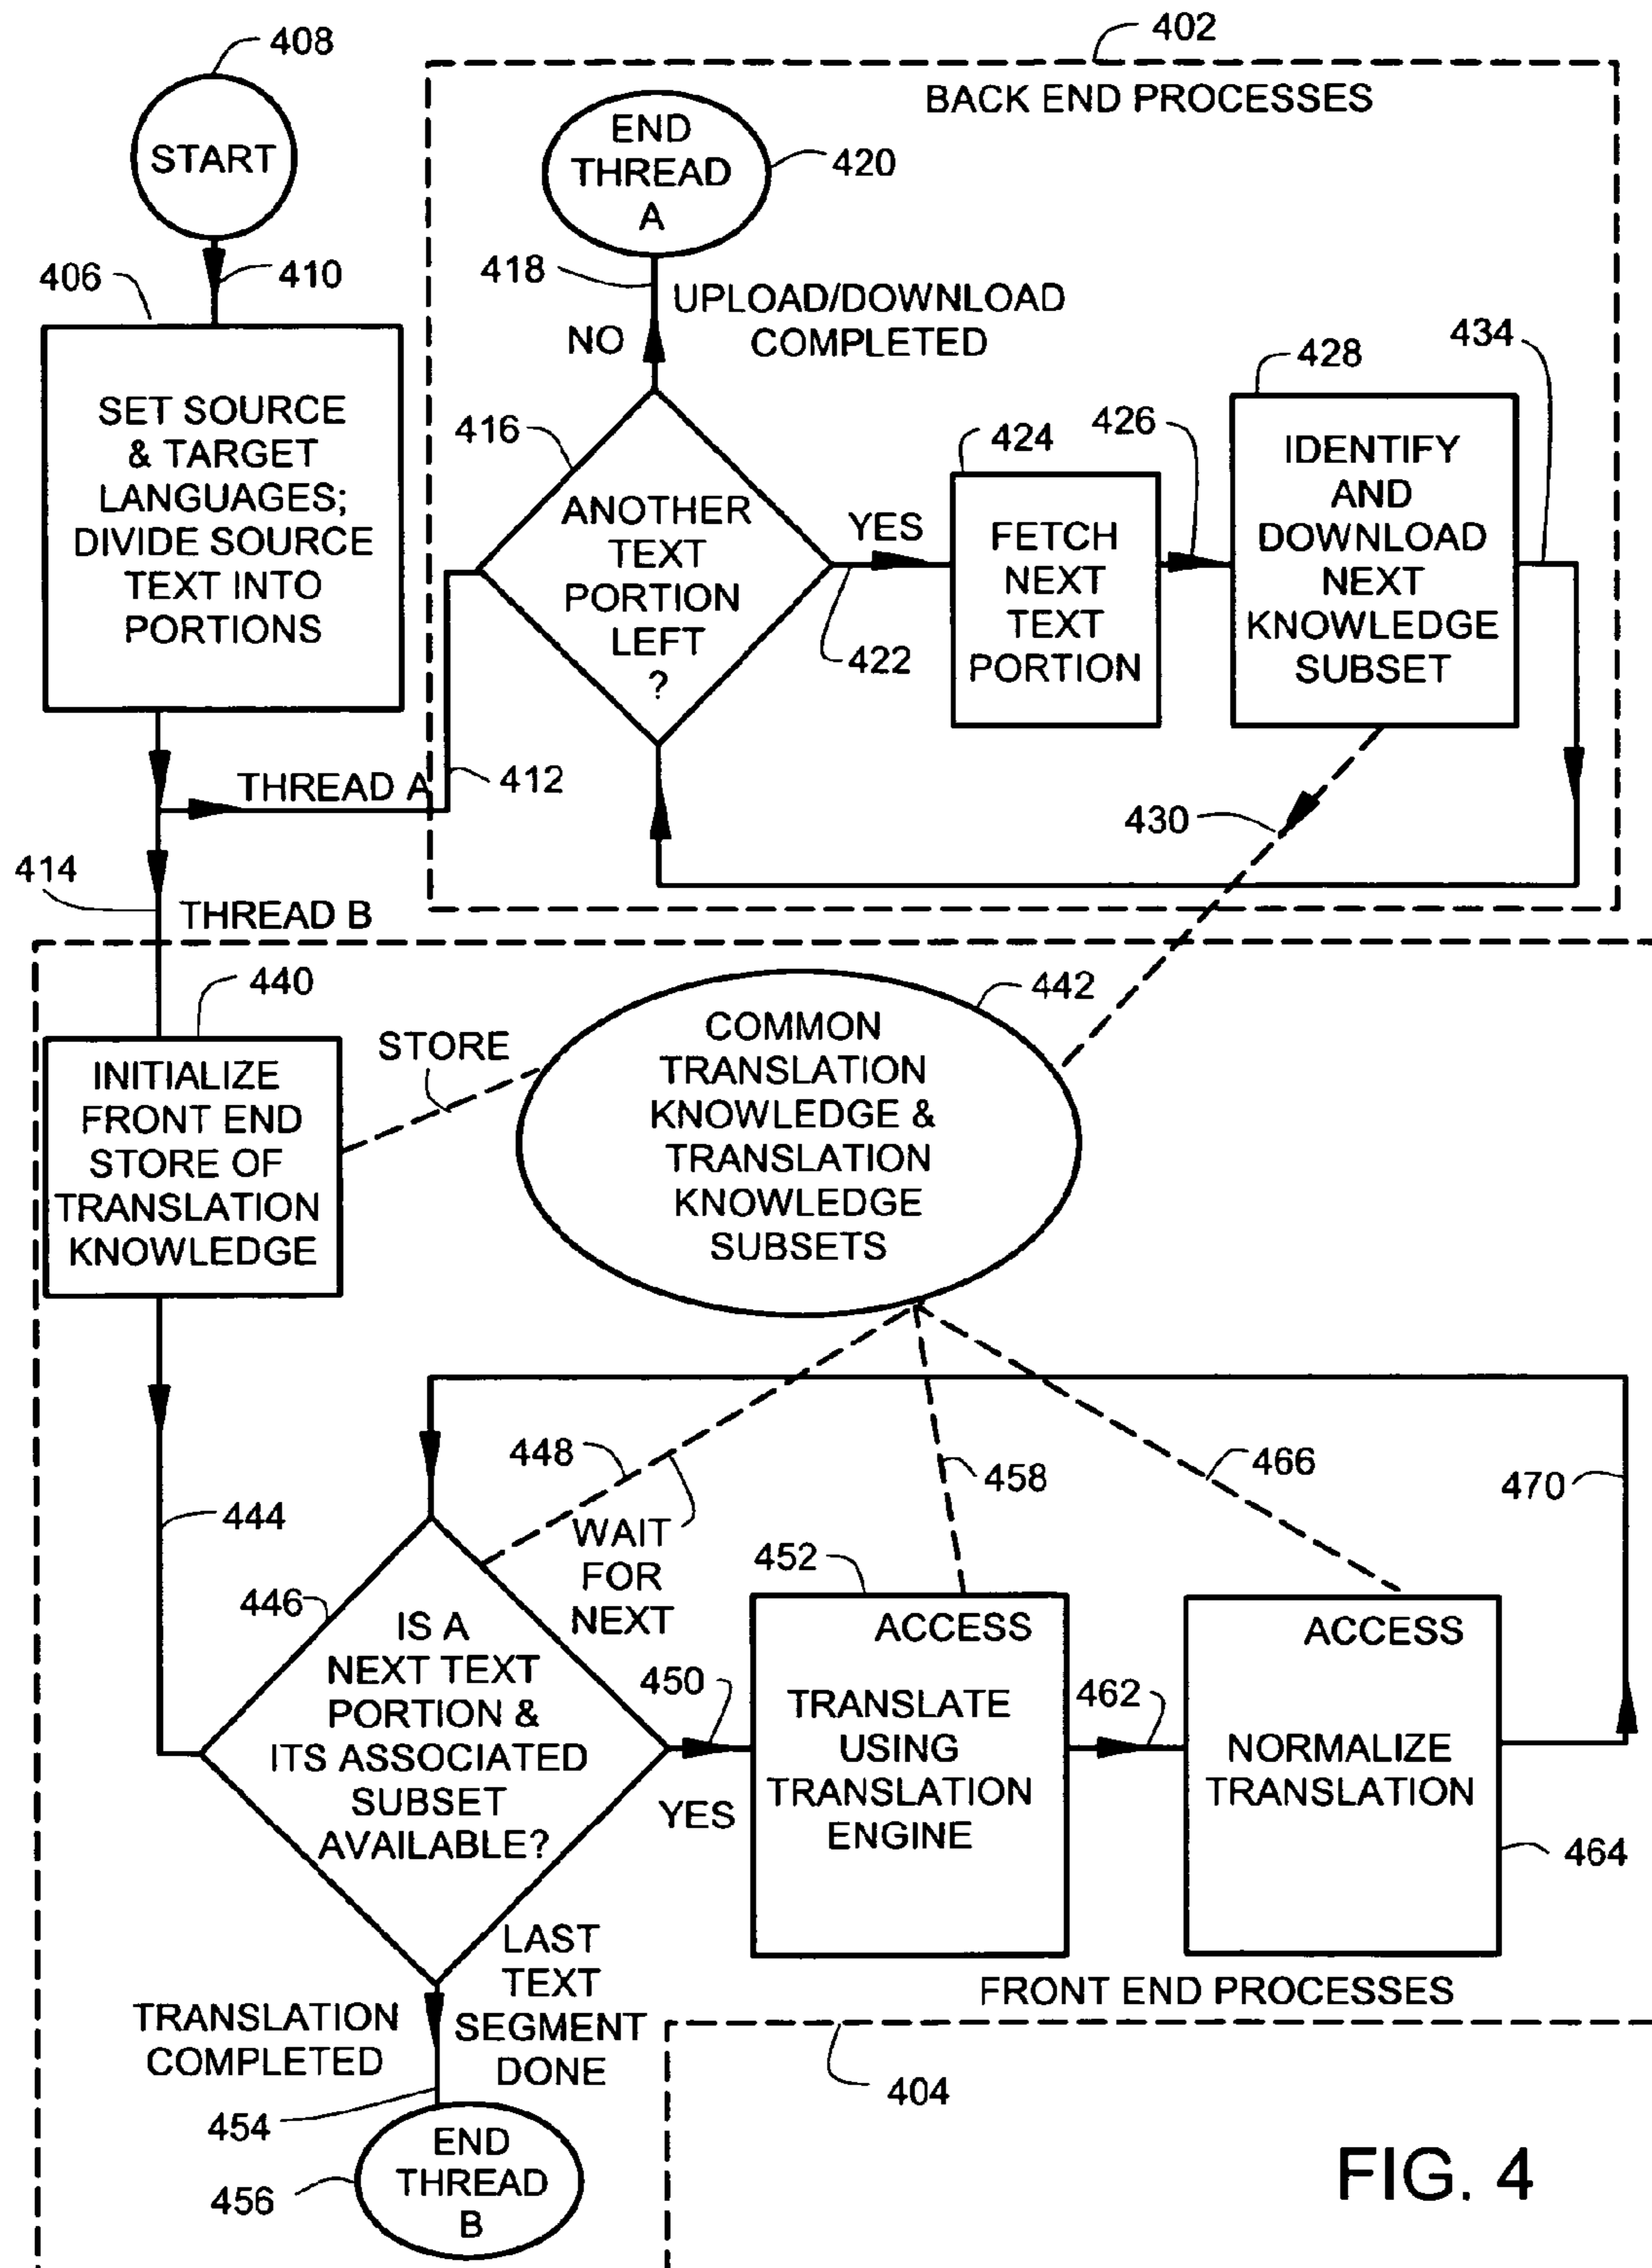 408
402
BACK END PROCESSES
START
END
THREAD
A
420
406
410
418
UPLOAD/DOWNLOAD
COMPLETED
NO
SET SOURCE
& TARGET
LANGUAGES;
DIVIDE SOURCE
TEXT INTO
PORTIONS
416
ANOTHER
TEXT
PORTION
LEFT
?
YES
422
424
FETCH
NEXT
TEXT
PORTION
426
428
434
IDENTIFY
AND
DOWNLOAD
NEXT
KNOWLEDGE
SUBSET
THREAD A
412
430
414
THREAD B
440
INITIALIZE
FRONT END
STORE OF
TRANSLATION
KNOWLEDGE
STORE
442
COMMON
TRANSLATION
KNOWLEDGE &
TRANSLATION
KNOWLEDGE
SUBSETS
444
448
WAIT
FOR
NEXT
458
466
470
446
IS A
NEXT TEXT
PORTION &
ITS ASSOCIATED
SUBSET
AVAILABLE?
450
YES
452
ACCESS
TRANSLATE
USING
TRANSLATION
ENGINE
462
ACCESS
NORMALIZE
TRANSLATION
464
LAST
TEXT
SEGMENT
DONE
TRANSLATION
COMPLETED
454
FRONT END PROCESSES
404
END
THREAD
B
456
FIG. 4